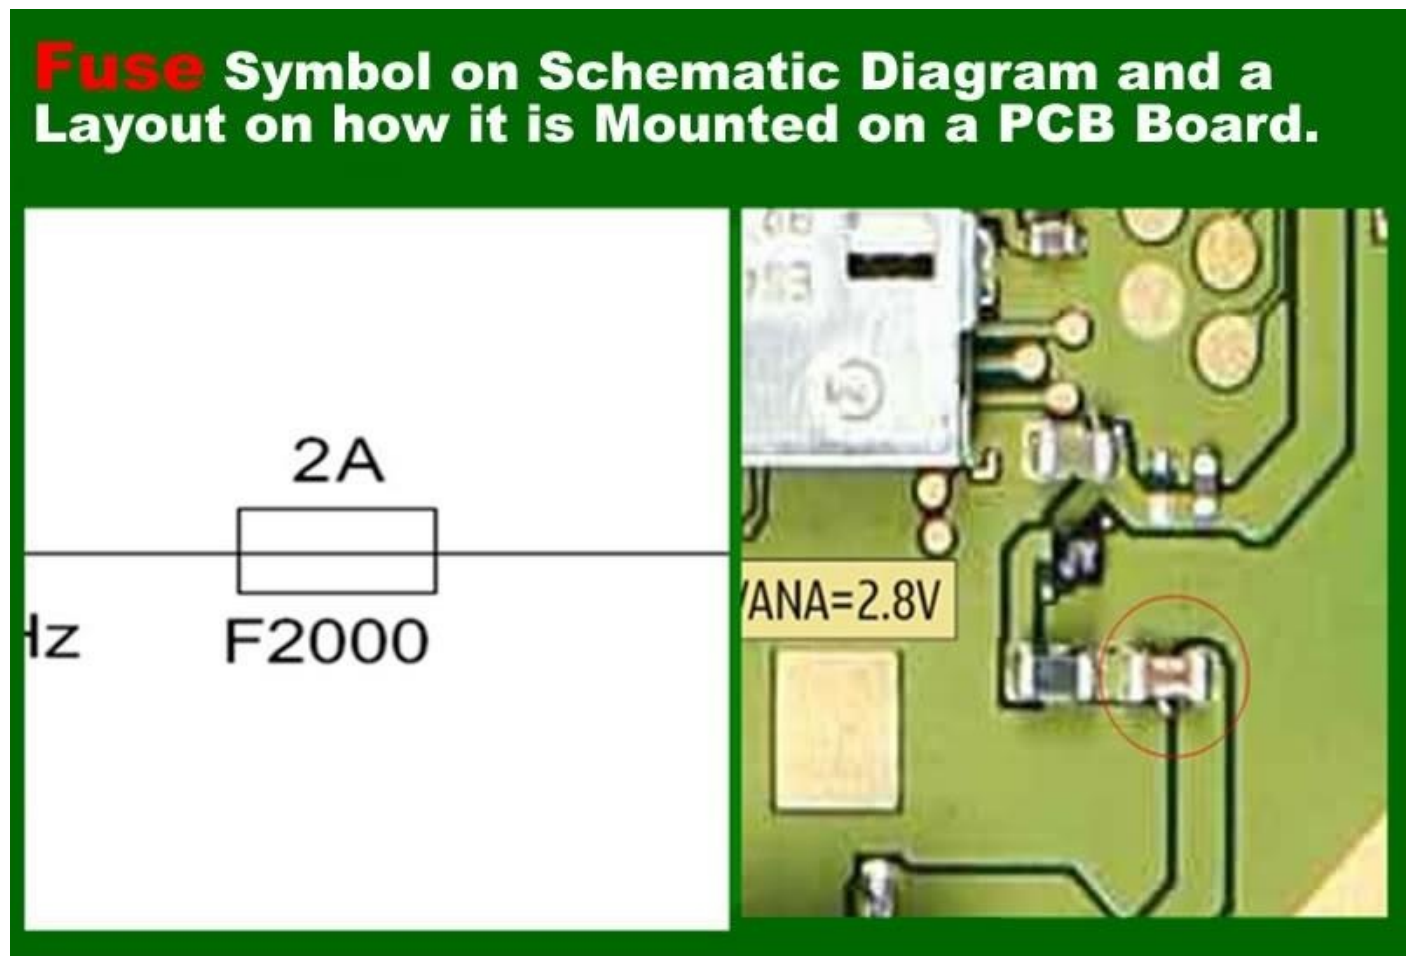 Fuse Symbol on Schematic Diagram and a
Layout on how it is Mounted on a PCB Board.
2A
Hz
F2000
ANA=2.8V